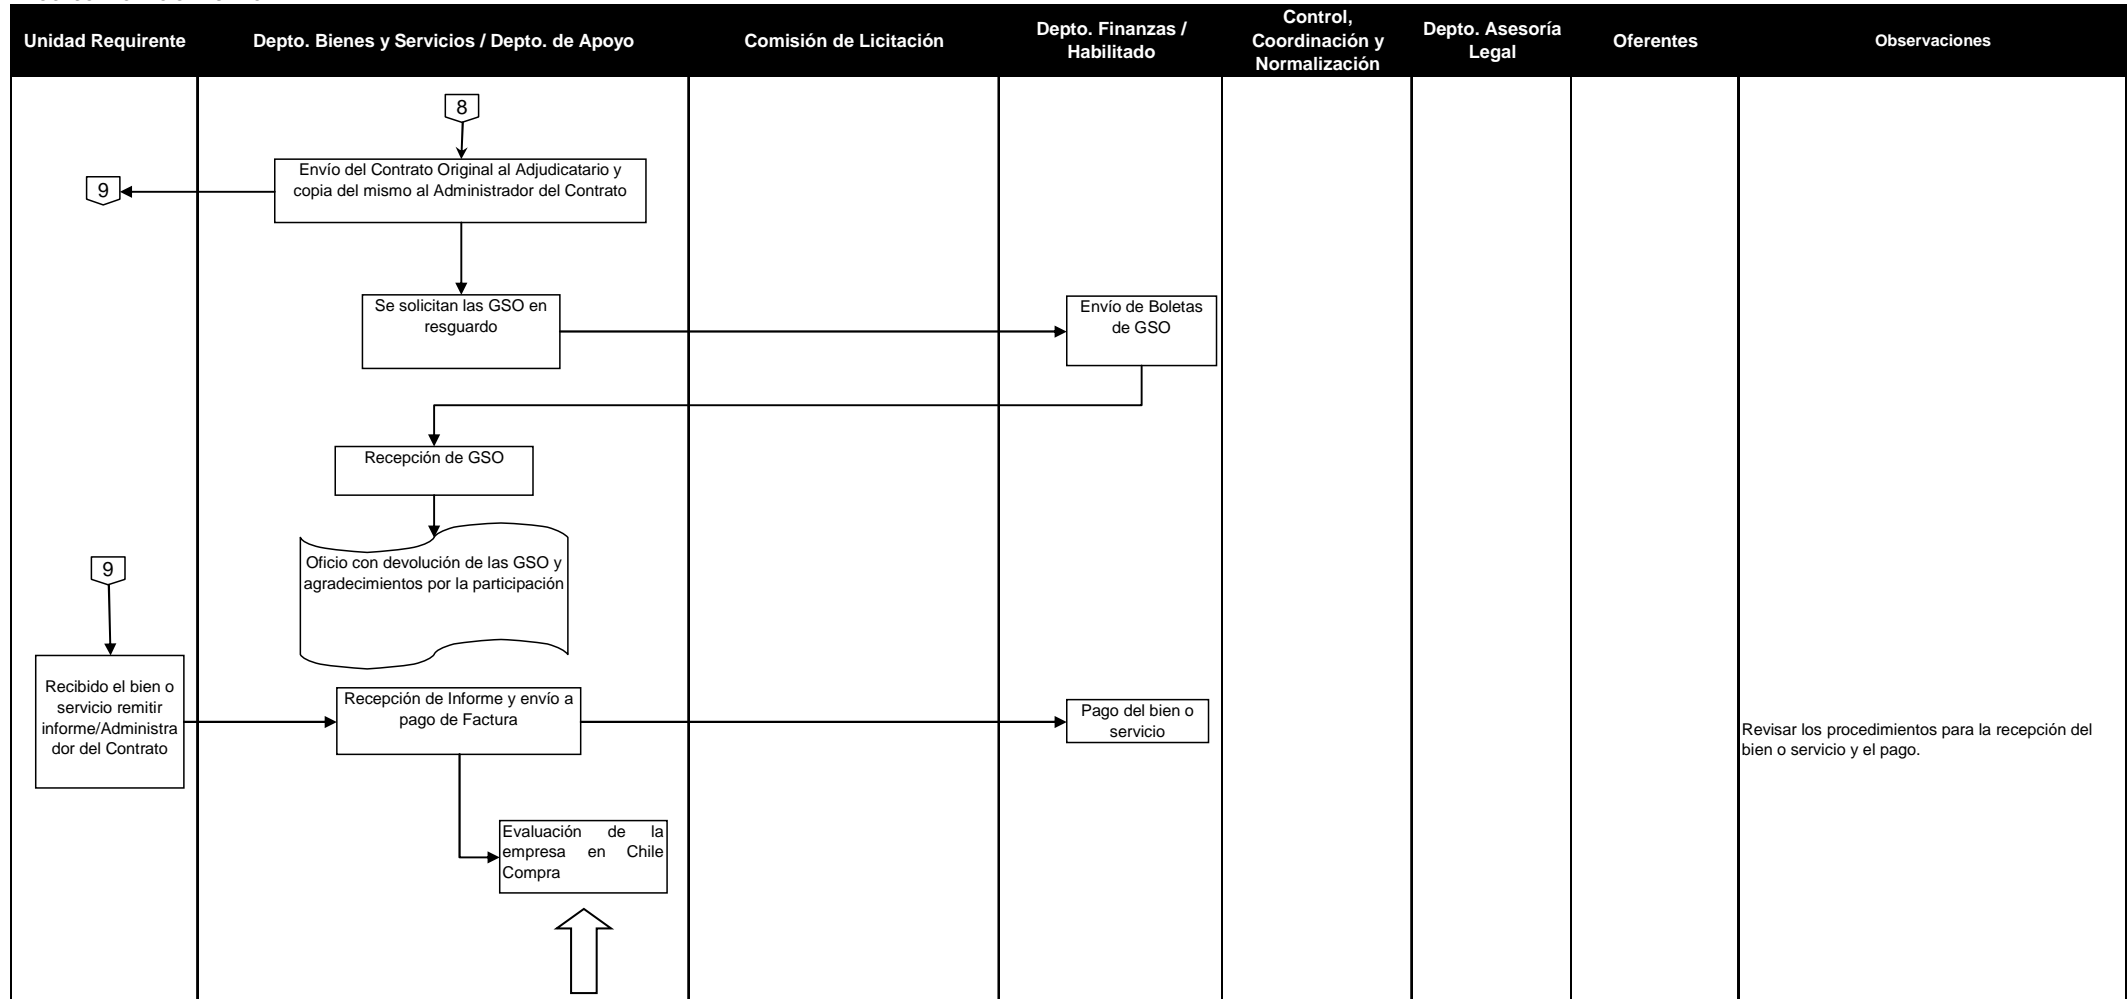 Unidad Requirente
Depto. Bienes y Servicios / Depto. de Apoyo
Comisión de Licitación
Depto. Finanzas /
Habilitado
Control,
Coordinación y
Normalización
Depto. Asesoría
Legal
Oferentes
Observaciones
8
Envío del Contrato Original al Adjudicatario y
copia del mismo al Administrador del Contrato
9
Se solicitan las GSO en
resguardo
Envío de Boletas
de GSO
Recepción de GSO
Oficio con devolución de las GSO y
agradecimientos por la participación
9
Recibido el bien o
servicio remitir
informe/Administra
dor del Contrato
Recepción de Informe y envío a
pago de Factura
Pago del bien o
servicio
Revisar los procedimientos para la recepción del
bien o servicio y el pago.
Evaluación de la
empresa en Chile
Compra